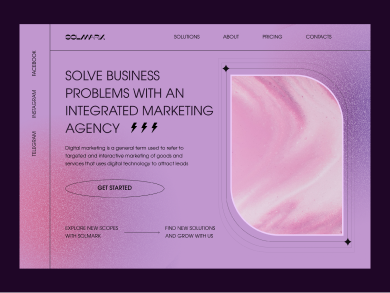 SOLMARK
SOLUTIONS
ABOUT
PRICING
CONTACTS
FACEBOOK
INSTAGRAM
TELEGRAM
SOLVE BUSINESS
PROBLEMS WITH AN
INTEGRATED MARKETING
AGENCY
Digital marketing is a general term used to refer to
targeted and interactive marketing of goods and
services that uses digital technology to attract leads
GET STARTED
EXPLORE NEW SCOPES
WITH SOLMARK
FIND NEW SOLUTIONS
AND GROW WITH US